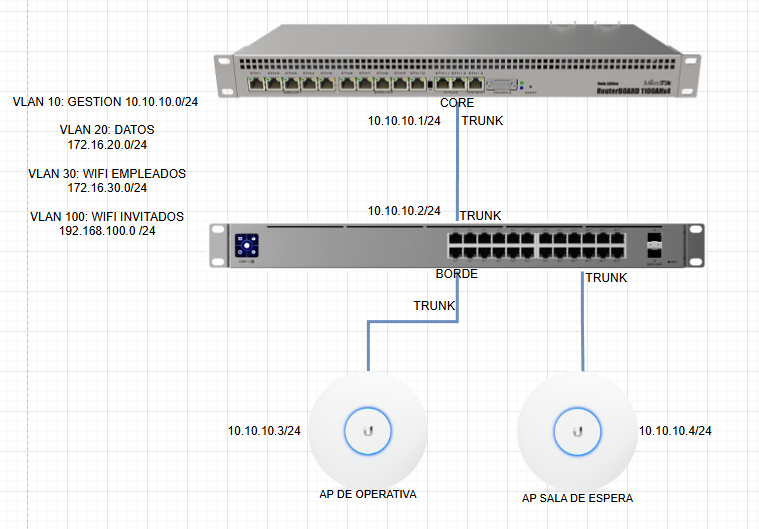 MikroTik
RouterBOARD 1100AHx4
CORE
VLAN 10: GESTION 10.10.10.0/24
10.10.10.1/24
TRUNK
VLAN 20: DATOS
172.16.20.0/24
VLAN 30: WIFI EMPLEADOS
172.16.30.0/24
10.10.10.2/24
TRUNK
VLAN 100: WIFI INVITADOS
192.168.100.0 /24
BORDE
TRUNK
TRUNK
10.10.10.3/24
10.10.10.4/24
AP DE OPERATIVA
AP SALA DE ESPERA